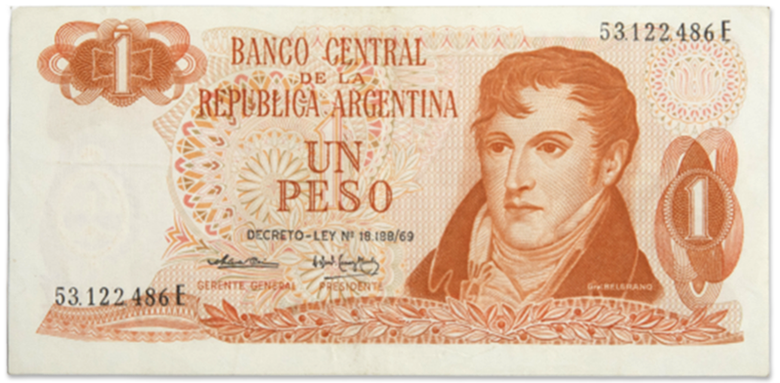 1
53.122.486 E
BANCO CENTRAL
DE LA
REPUBLICA ARGENTINA
UN
PESO
1
DECRETO-LEY Nº 18.188/69
GERENTE GENERAL PRESIDENTE
Gral. BELGRANO
53.122.486 E